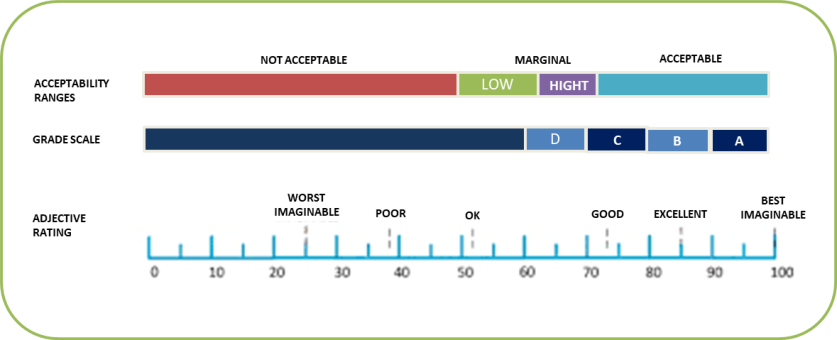 NOT ACCEPTABLE MARGINAL ACCEPTABLE
ACCEPTABILITY
RANGES
LOW HIGHT
GRADE SCALE
D C B A
ADJECTIVE
RATING
WORST
IMAGINABLE
POOR
OK
GOOD
EXCELLENT
BEST
IMAGINABLE
0 10 20 30 40 50 60 70 80 90 100